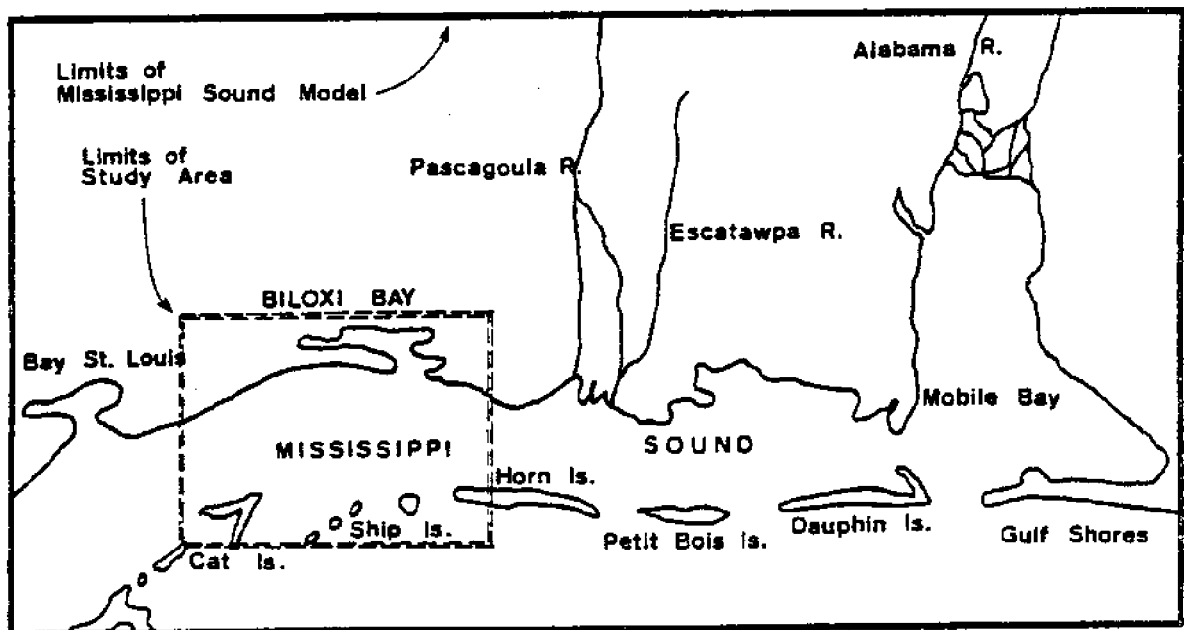 Alabama R.
Limits of
Mississippi Sound Model
Limits of
Study Area
Pascagoula R.
Escatawpa R.
BILOXI BAY
Bay St. Louis
Mobile Bay
MISSISSIPPI
SOUND
Horn Is.
Ship Is.
Cat Is.
Petit Bois Is.
Dauphin Is.
Gulf Shores